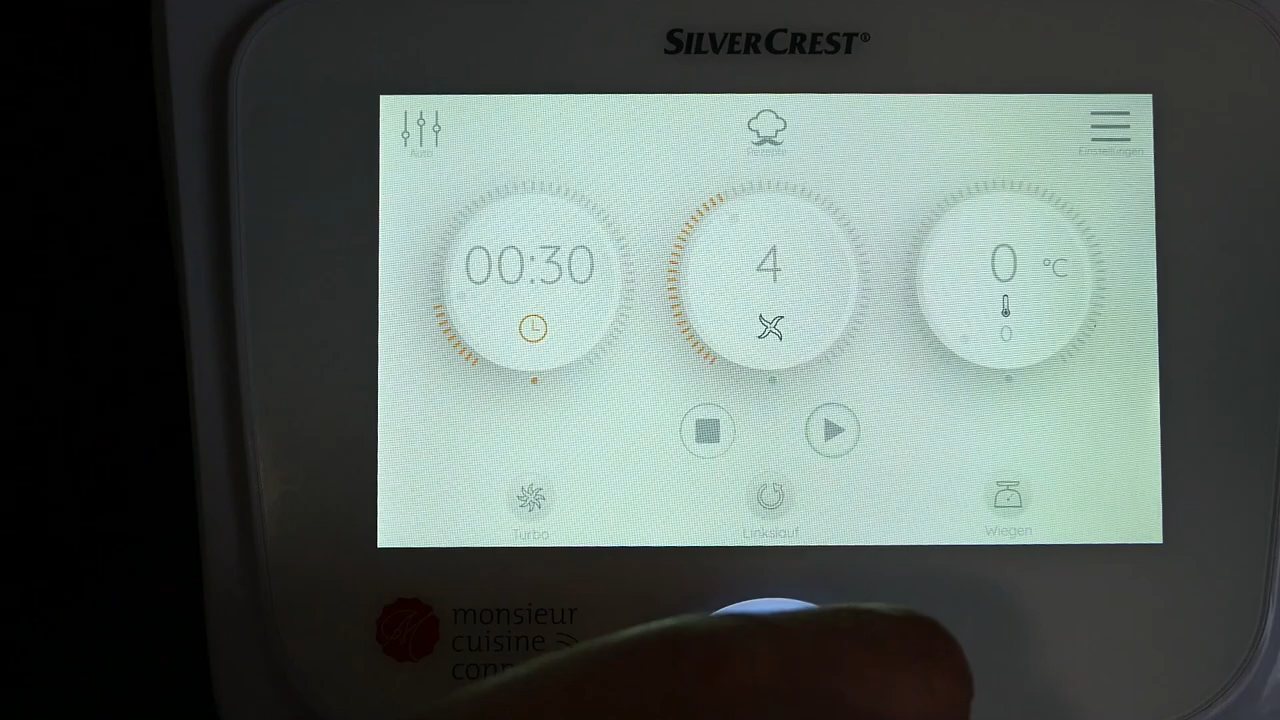 SILVERCREST®
Rezepte
Einstellungen
00:30
4
0 °C
0
Turbo
Linkslauf
Wiegen
monsieur
cuisine